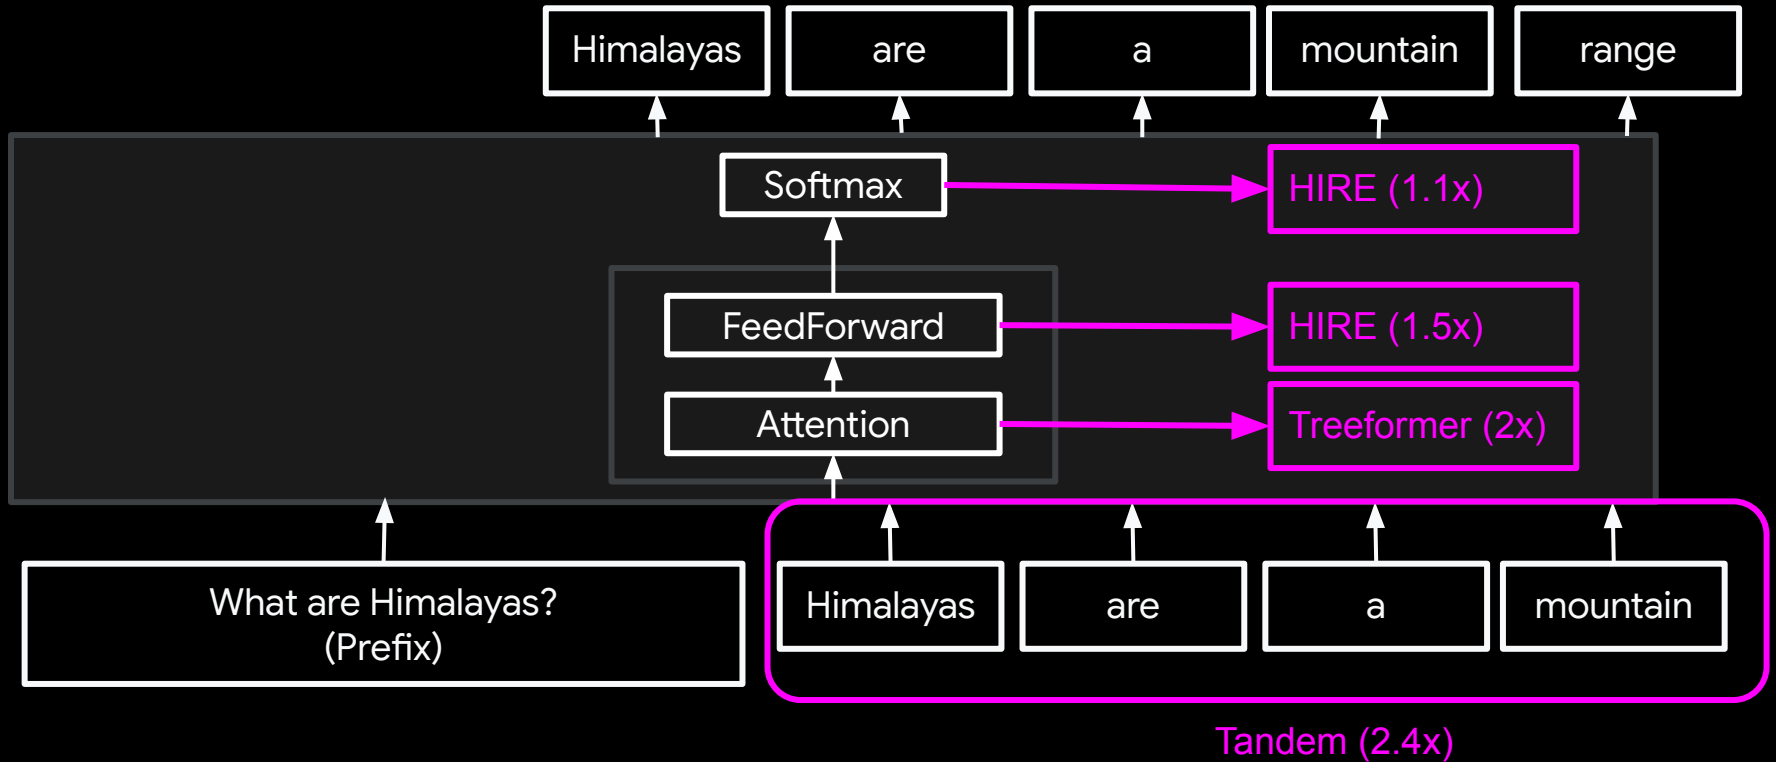 Himalayas
are
a
mountain
range
Softmax
HIRE (1.1x)
FeedForward
HIRE (1.5x)
Attention
Treeformer (2x)
What are Himalayas?
(Prefix)
Himalayas
are
a
mountain
Tandem (2.4x)